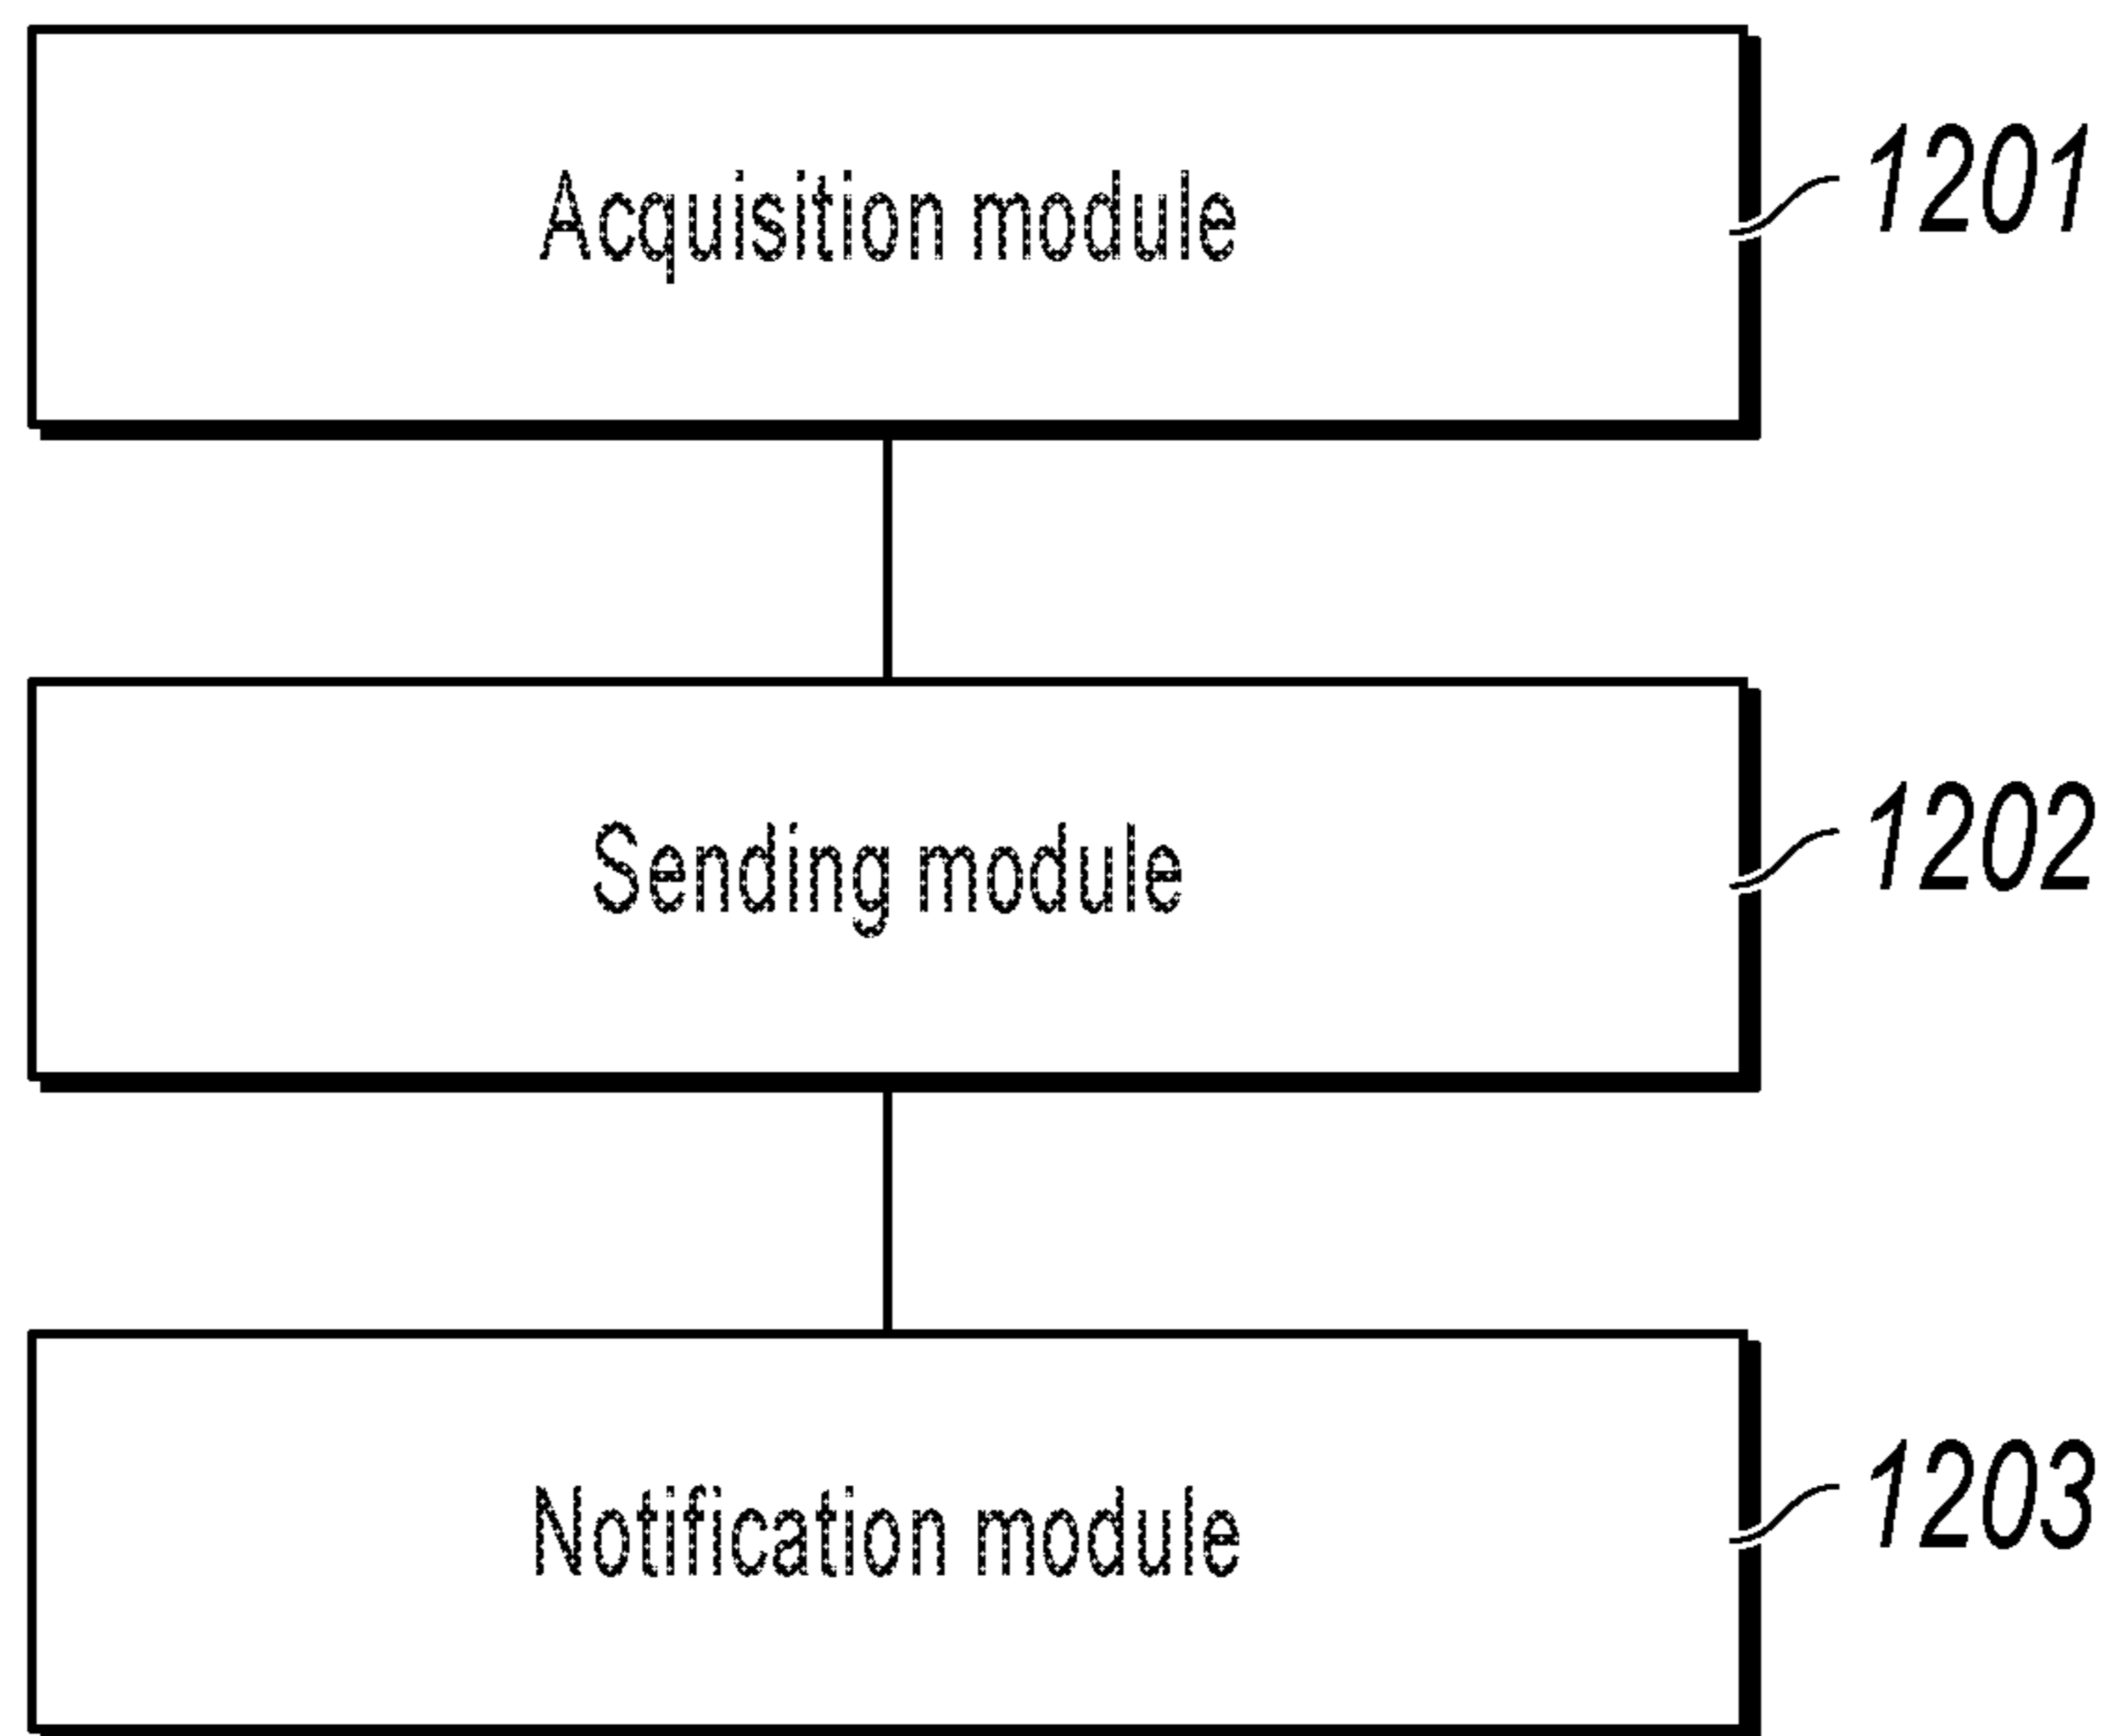 Acquisition module
1201
Sending module
1202
Notification module
1203